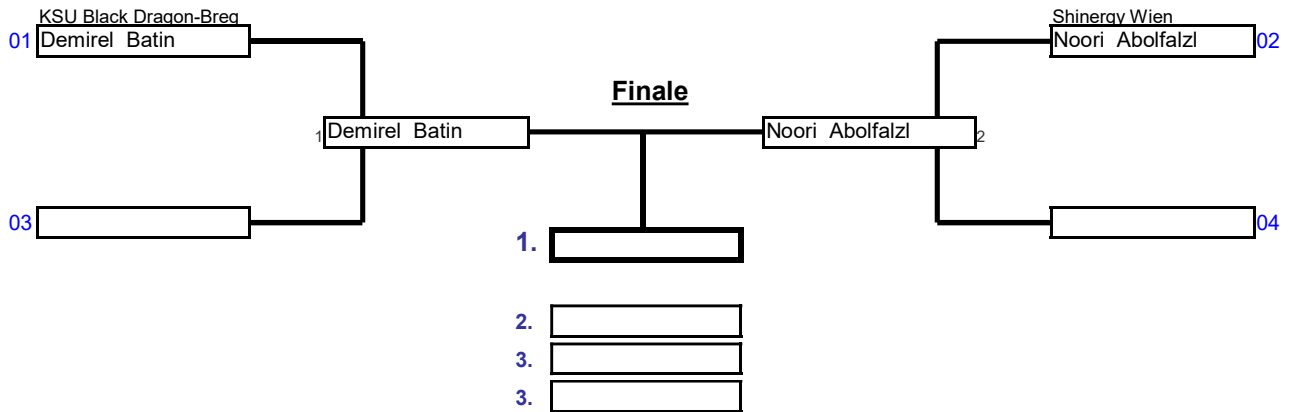 KSU Black Dragon-Breg
Shinergy Wien
01 Demirel Batin
Noori Abolfalzl 02
Finale
1 Demirel Batin
Noori Abolfalzl 2
03
04
1.
2.
3.
3.